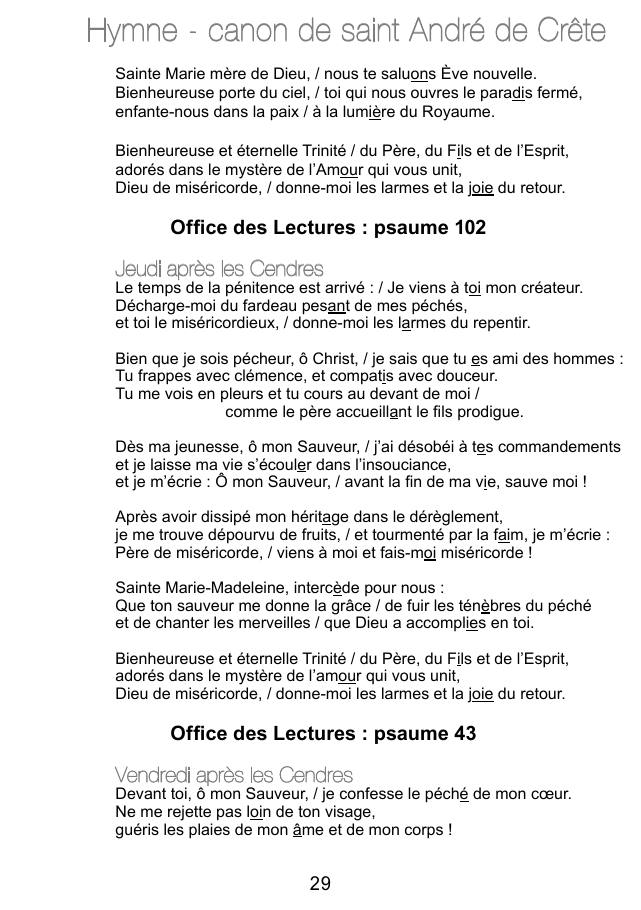 Hymne - canon de saint André de Crête
Sainte Marie mère de Dieu, / nous te saluons Ève nouvelle.
Bienheureuse porte du ciel, / toi qui nous ouvres le paradis fermé,
enfante-nous dans la paix / à la lumière du Royaume.
Bienheureuse et éternelle Trinité / du Père, du Fils et de l’Esprit,
adorés dans le mystère de l’Amour qui vous unit,
Dieu de miséricorde, / donne-moi les larmes et la joie du retour.
Office des Lectures : psaume 102
Jeudi après les Cendres
Le temps de la pénitence est arrivé : / Je viens à toi mon créateur.
Décharge-moi du fardeau pesant de mes péchés,
et toi le miséricordieux, / donne-moi les larmes du repentir.
Bien que je sois pécheur, ô Christ, / je sais que tu es ami des hommes :
Tu frappes avec clémence, et compatis avec douceur.
Tu me vois en pleurs et tu cours au devant de moi /
comme le père accueillant le fils prodigue.
Dès ma jeunesse, ô mon Sauveur, / j’ai désobéi à tes commandements
et je laisse ma vie s’écouler dans l’insouciance,
et je m’écrie : Ô mon Sauveur, / avant la fin de ma vie, sauve moi !
Après avoir dissipé mon héritage dans le dérèglement,
je me trouve dépourvu de fruits, / et tourmenté par la faim, je m’écrie :
Père de miséricorde, / viens à moi et fais-moi miséricorde !
Sainte Marie-Madeleine, intercède pour nous :
Que ton sauveur me donne la grâce / de fuir les ténèbres du péché
et de chanter les merveilles / que Dieu a accomplies en toi.
Bienheureuse et éternelle Trinité / du Père, du Fils et de l’Esprit,
adorés dans le mystère de l’amour qui vous unit,
Dieu de miséricorde, / donne-moi les larmes et la joie du retour.
Office des Lectures : psaume 43
Vendredi après les Cendres
Devant toi, ô mon Sauveur, / je confesse le péché de mon cœur.
Ne me rejette pas loin de ton visage,
guéris les plaies de mon âme et de mon corps !
29